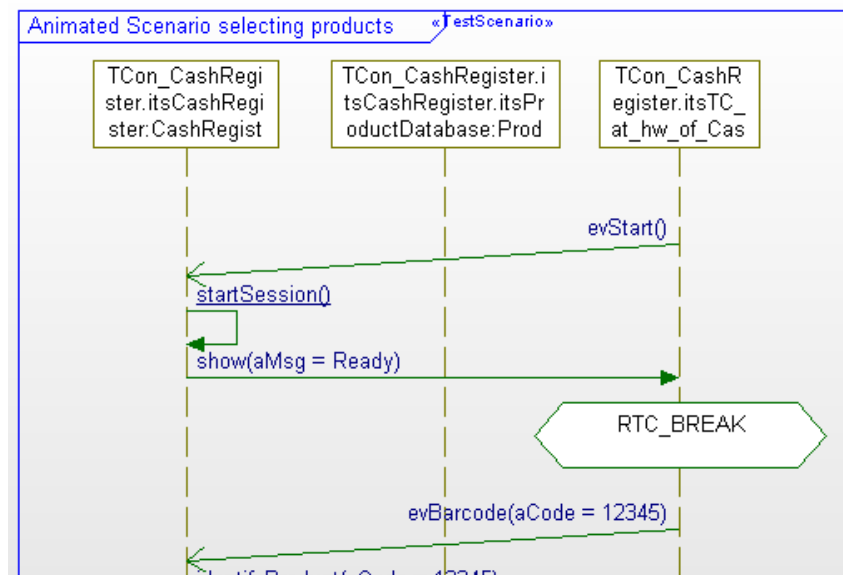 Animated Scenario selecting products
«TestScenario»
TCon_CashRegi
ster.itsCashRegi
ster:CashRegist
TCon_CashRegister.i
tsCashRegister.itsPr
oductDatabase:Prod
TCon_CashR
egister.itsTC_
at_hw_of_Cas
evStart()
startSession()
show(aMsg = Ready)
RTC_BREAK
evBarcode(aCode = 12345)